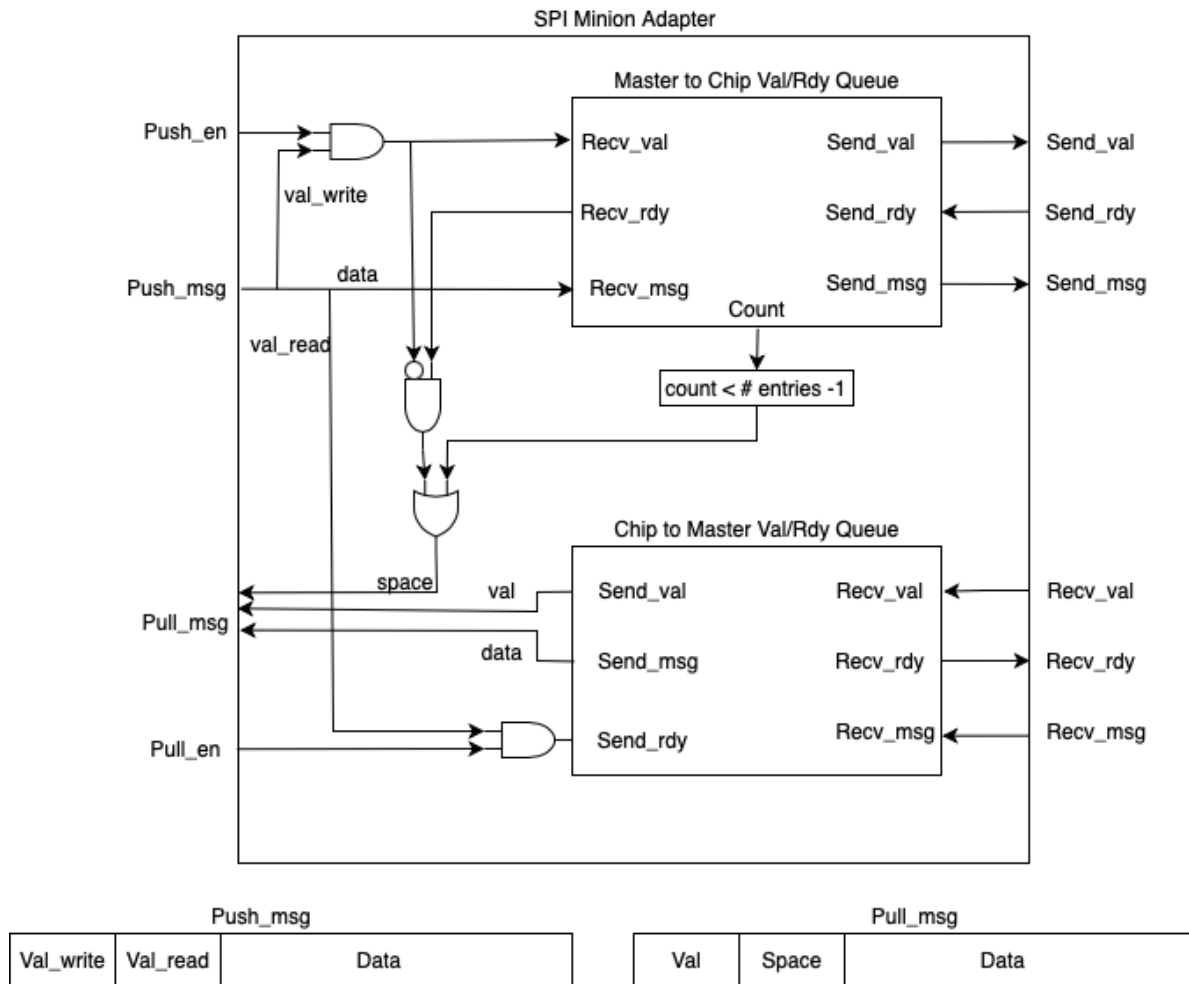 SPI Minion Adapter
Master to Chip Val/Rdy Queue
Push_en
Recv_val
Send_val
Send_val
val_write
Recv_rdy
Send_rdy
Send_rdy
data
Push_msg
Recv_msg
Send_msg
Send_msg
Count
val_read
count < # entries -1
Chip to Master Val/Rdy Queue
space
val
Send_val
Recv_val
Recv_val
Pull_msg
data
Send_msg
Recv_rdy
Recv_rdy
Pull_en
Send_rdy
Recv_msg
Recv_msg
Push_msg
Val_write
Val_read
Data
Pull_msg
Val
Space
Data